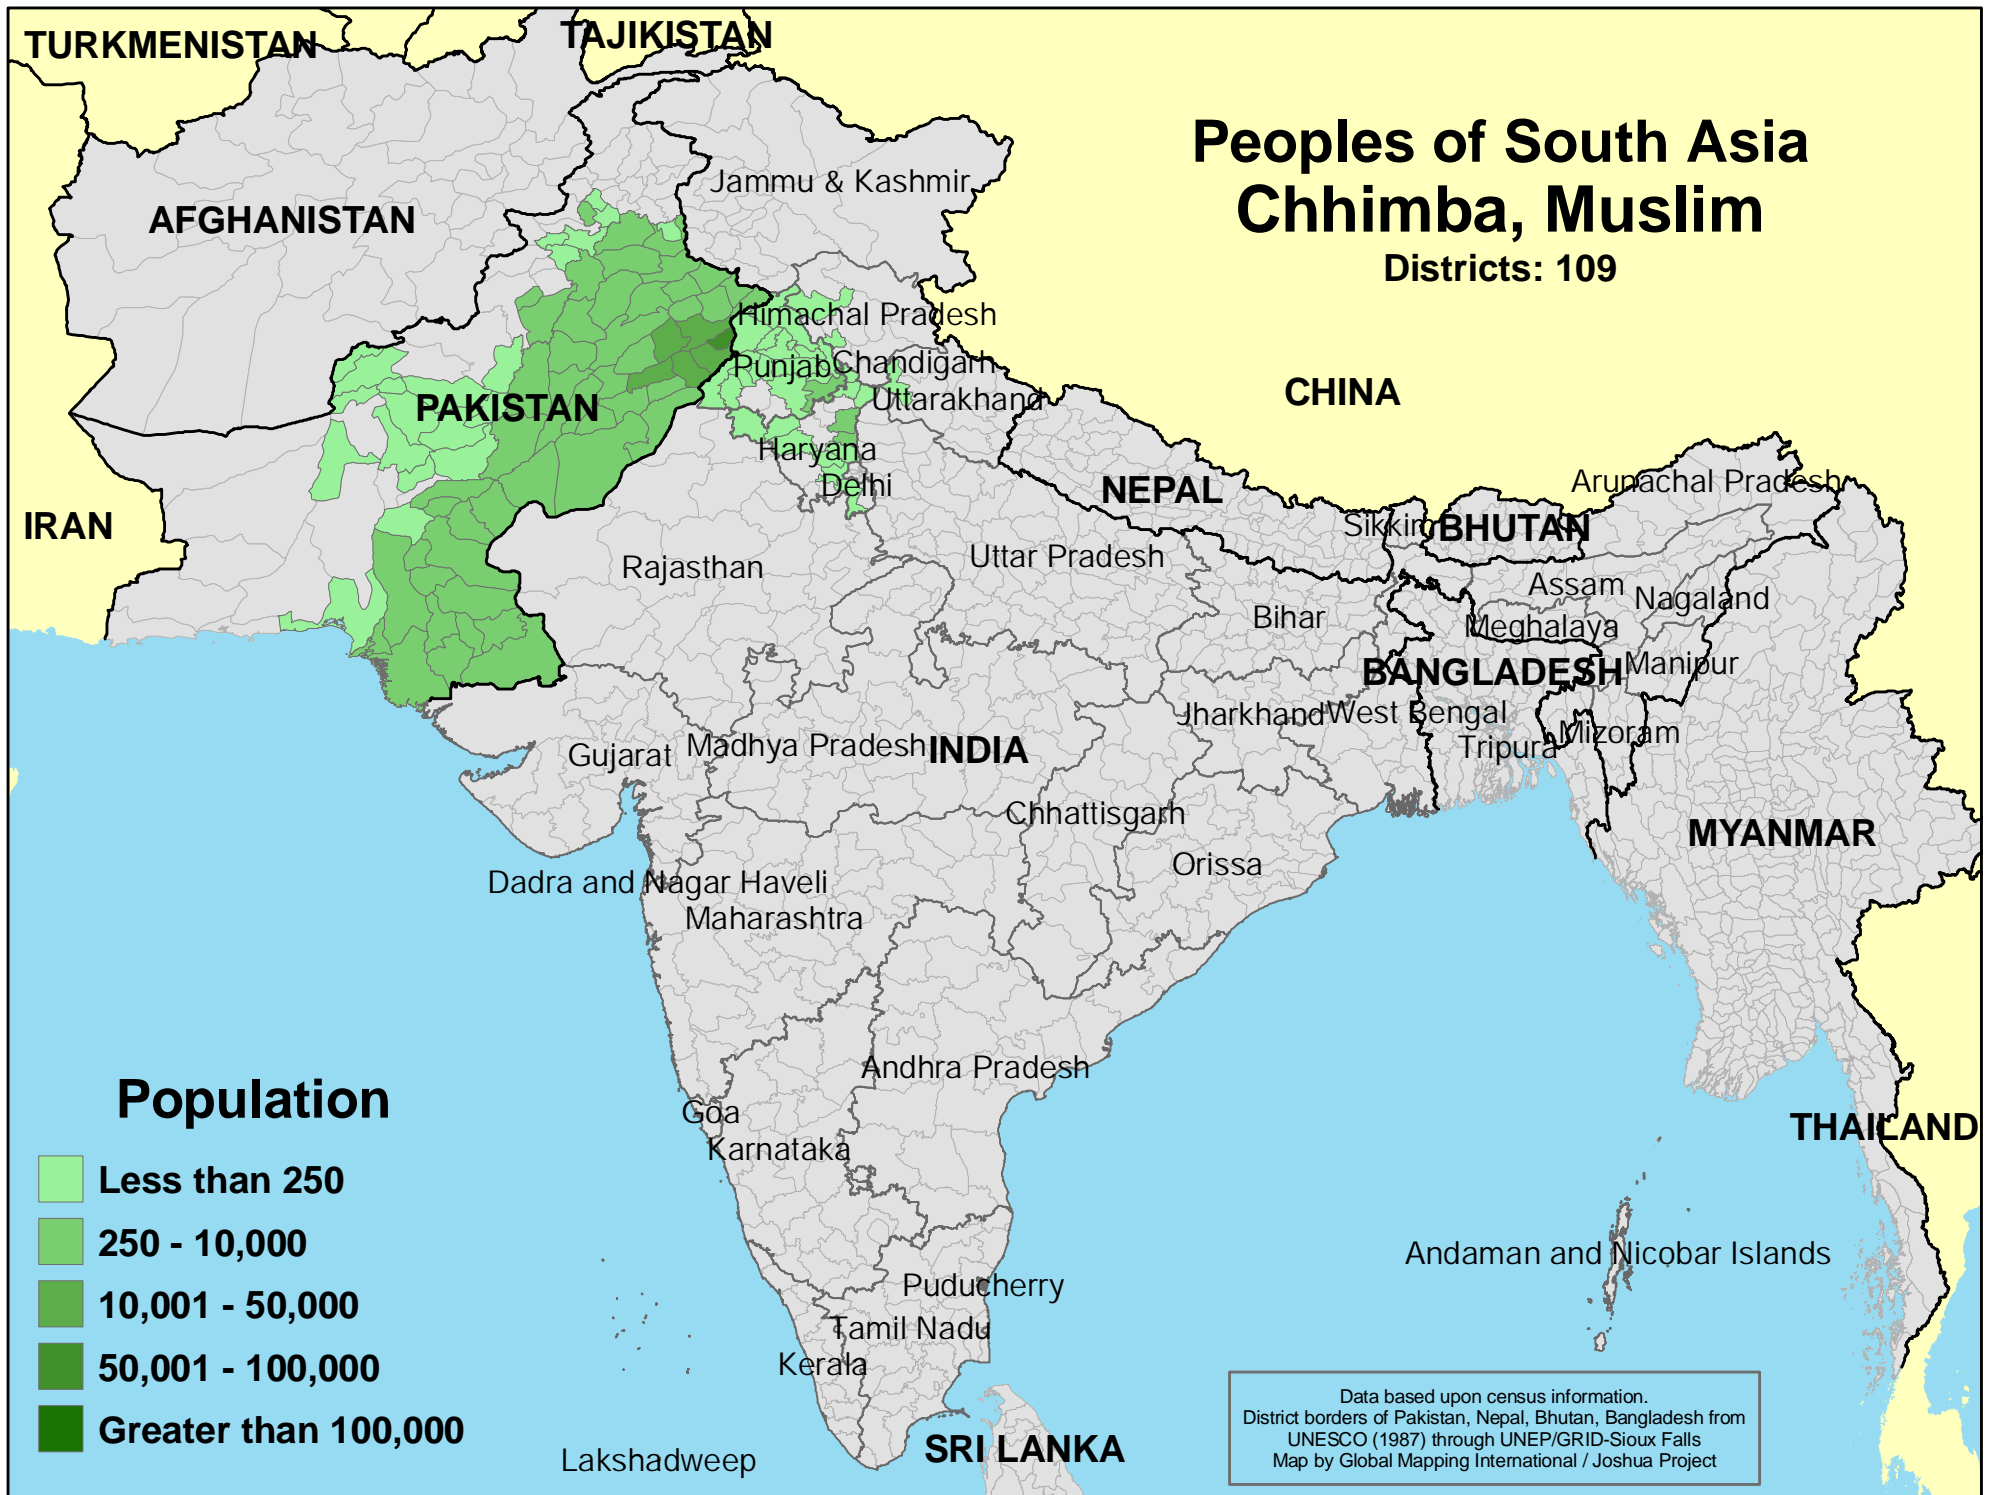 TURKMENISTAN
TAJIKISTAN
Peoples of South Asia
Chhimba, Muslim
Districts: 109
Jammu & Kashmir
AFGHANISTAN
Himachal Pradesh
Punjab
Chandigarh
CHINA
PAKISTAN
Uttarakhand
Haryana
Delhi
NEPAL
Arunachal Pradesh
IRAN
Sikkim
BHUTAN
Rajasthan
Uttar Pradesh
Assam
Nagaland
Bihar
Meghalaya
BANGLADESH
Manipur
Jharkhand
West Bengal
Gujarat
Madhya Pradesh
INDIA
Tripura
Mizoram
Chhattisgarh
MYANMAR
Orissa
Dadra and Nagar Haveli
Maharashtra
Andhra Pradesh
Population
Goa
Karnataka
THAILAND
Less than 250
250 - 10,000
10,001 - 50,000
50,001 - 100,000
Greater than 100,000
Andaman and Nicobar Islands
Puducherry
Tamil Nadu
Kerala
Lakshadweep
SRI LANKA
Data based upon census information.
District borders of Pakistan, Nepal, Bhutan, Bangladesh from
UNESCO (1987) through UNEP/GRID-Sioux Falls
Map by Global Mapping International / Joshua Project